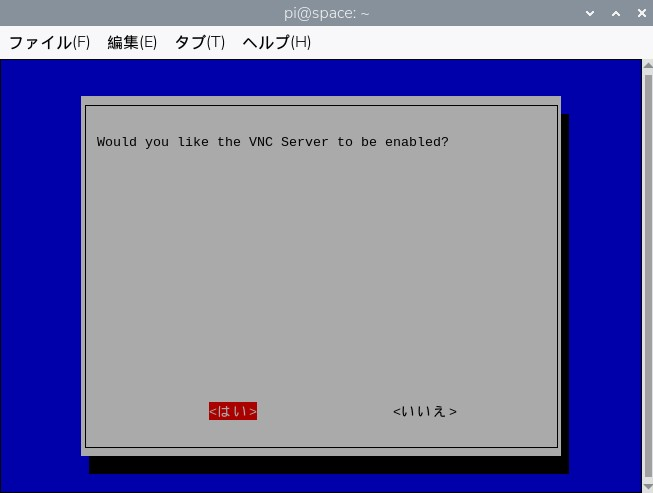 pi@space: ~
ファイル(F) 編集(E) タブ(T) ヘルプ(H)
Would you like the VNC Server to be enabled?
<はい> <いいえ>